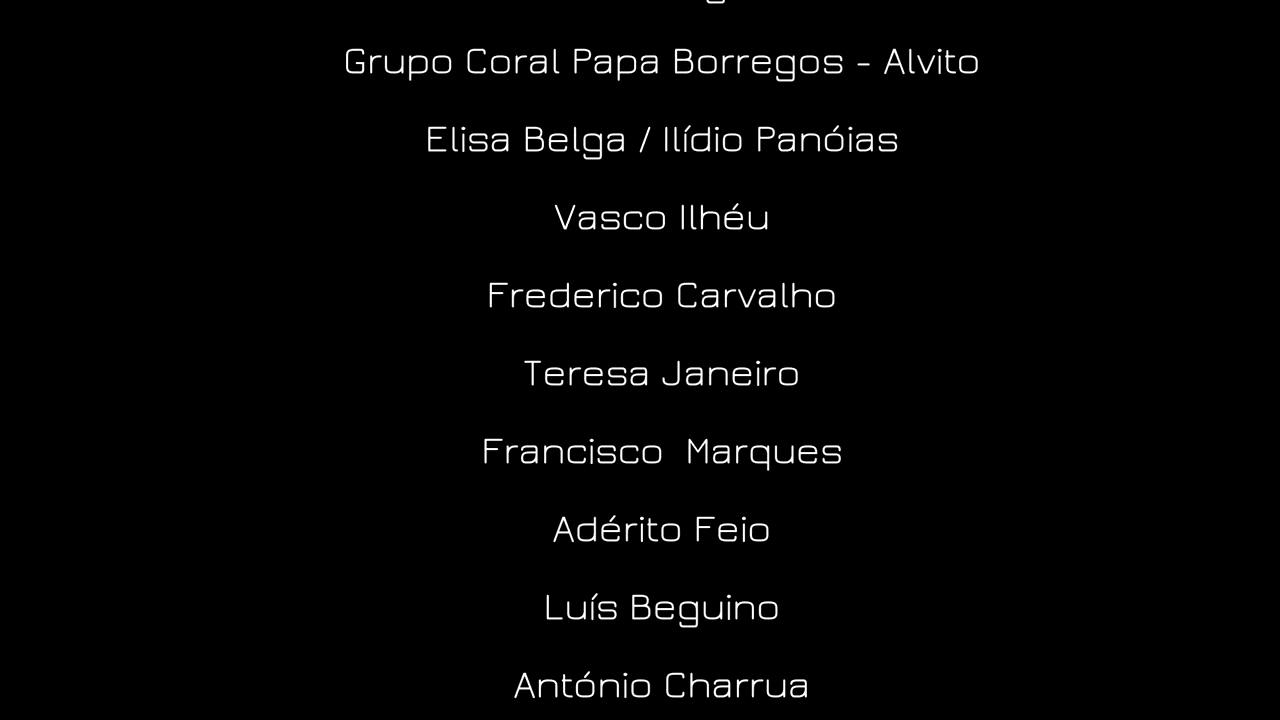 Grupo Coral Papa Borregos - Alvito
Elisa Belga / Ilídio Panóias
Vasco Ilhéu
Frederico Carvalho
Teresa Janeiro
Francisco  Marques
Adérito Feio
Luís Beguino
António Charrua